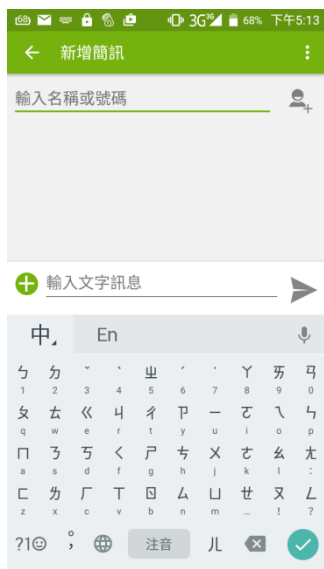 68 3G 3G 68% 下午5:13
新增簡訊
輸入名稱或號碼
輸入文字訊息
中 En
ㄅ ㄉ ˇ ˋ ㄓ ˊ ˙ ㄚ ㄞ ㄢ
1 2 3 4 5 6 7 8 9 0
ㄆ ㄊ ㄍ ㄐ ㄔ ㄗ ㄧ ㄛ ㄟ ㄣ
q w e r t y u i o p
ㄇ ㄋ ㄎ ㄑ ㄕ ㄘ ㄨ ㄜ ㄠ ㄤ
a s d f g h j k l :
ㄈ ㄌ ㄏ ㄒ ㄖ ㄙ ㄩ ㄝ ㄡ ㄥ
z x c v b n m _ ! ?
?1☺ °, 注音 ㄦ